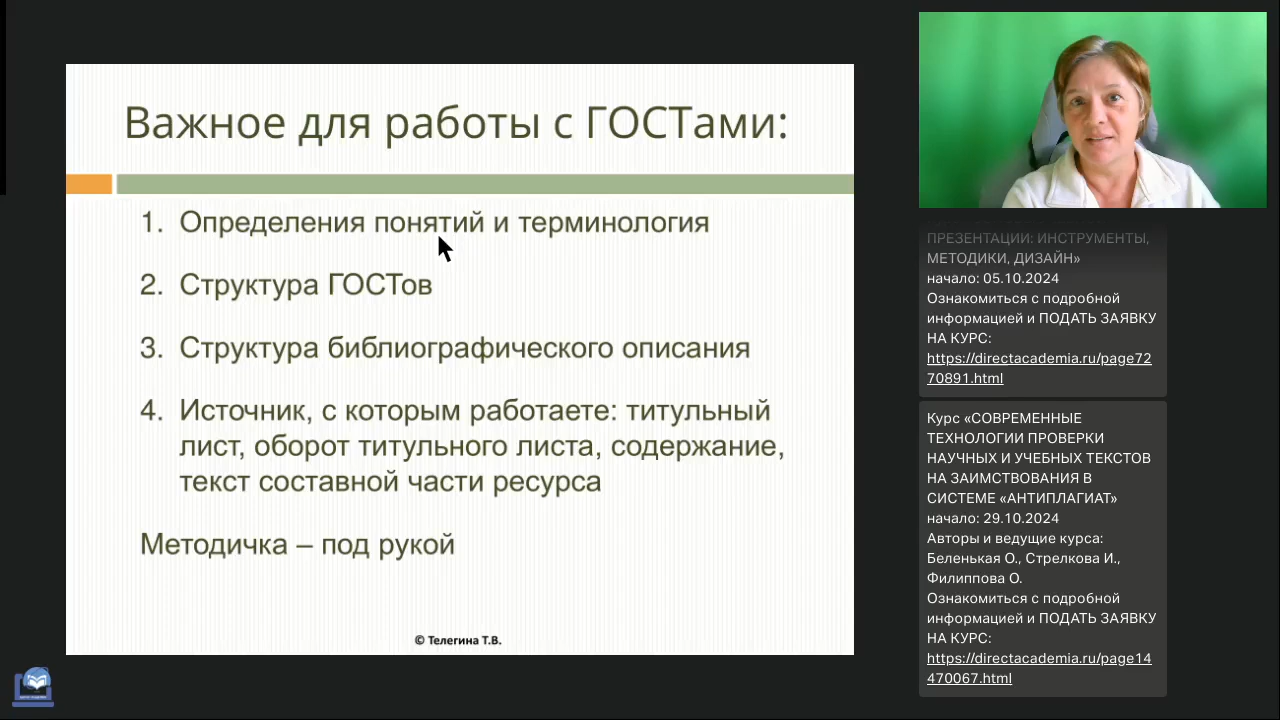 Важное для работы с ГОСТами:
1. Определения понятий и терминология
2. Структура ГОСТов
3. Структура библиографического описания
4. Источник, с которым работаете: титульный
лист, оборот титульного листа, содержание,
текст составной части ресурса
Методичка – под рукой
© Телегина Т.В.
ПРЕЗЕНТАЦИИ: ИНСТРУМЕНТЫ,
МЕТОДИКИ, ДИЗАЙН»
начало: 05.10.2024
Ознакомиться с подробной
информацией и ПОДАТЬ ЗАЯВКУ
НА КУРС:
https://directacademia.ru/page72
70891.html
Курс «СОВРЕМЕННЫЕ
ТЕХНОЛОГИИ ПРОВЕРКИ
НАУЧНЫХ И УЧЕБНЫХ ТЕКСТОВ
НА ЗАИМСТВОВАНИЯ В
СИСТЕМЕ «АНТИПЛАГИАТ»
начало: 29.10.2024
Авторы и ведущие курса:
Беленькая О., Стрелкова И.,
Филиппова О.
Ознакомиться с подробной
информацией и ПОДАТЬ ЗАЯВКУ
НА КУРС:
https://directacademia.ru/page14
470067.html